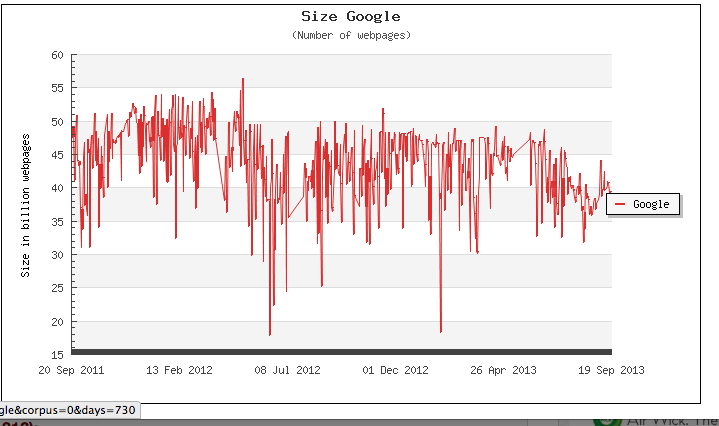 Size Google
(Number of webpages)
Size in billion webpages
60
55
50
45
40
35
30
25
20
15
20 Sep 2011 13 Feb 2012 08 Jul 2012 01 Dec 2012 26 Apr 2013 19 Sep 2013
Google
gle&corpus=0&days=730
Air Wick. The